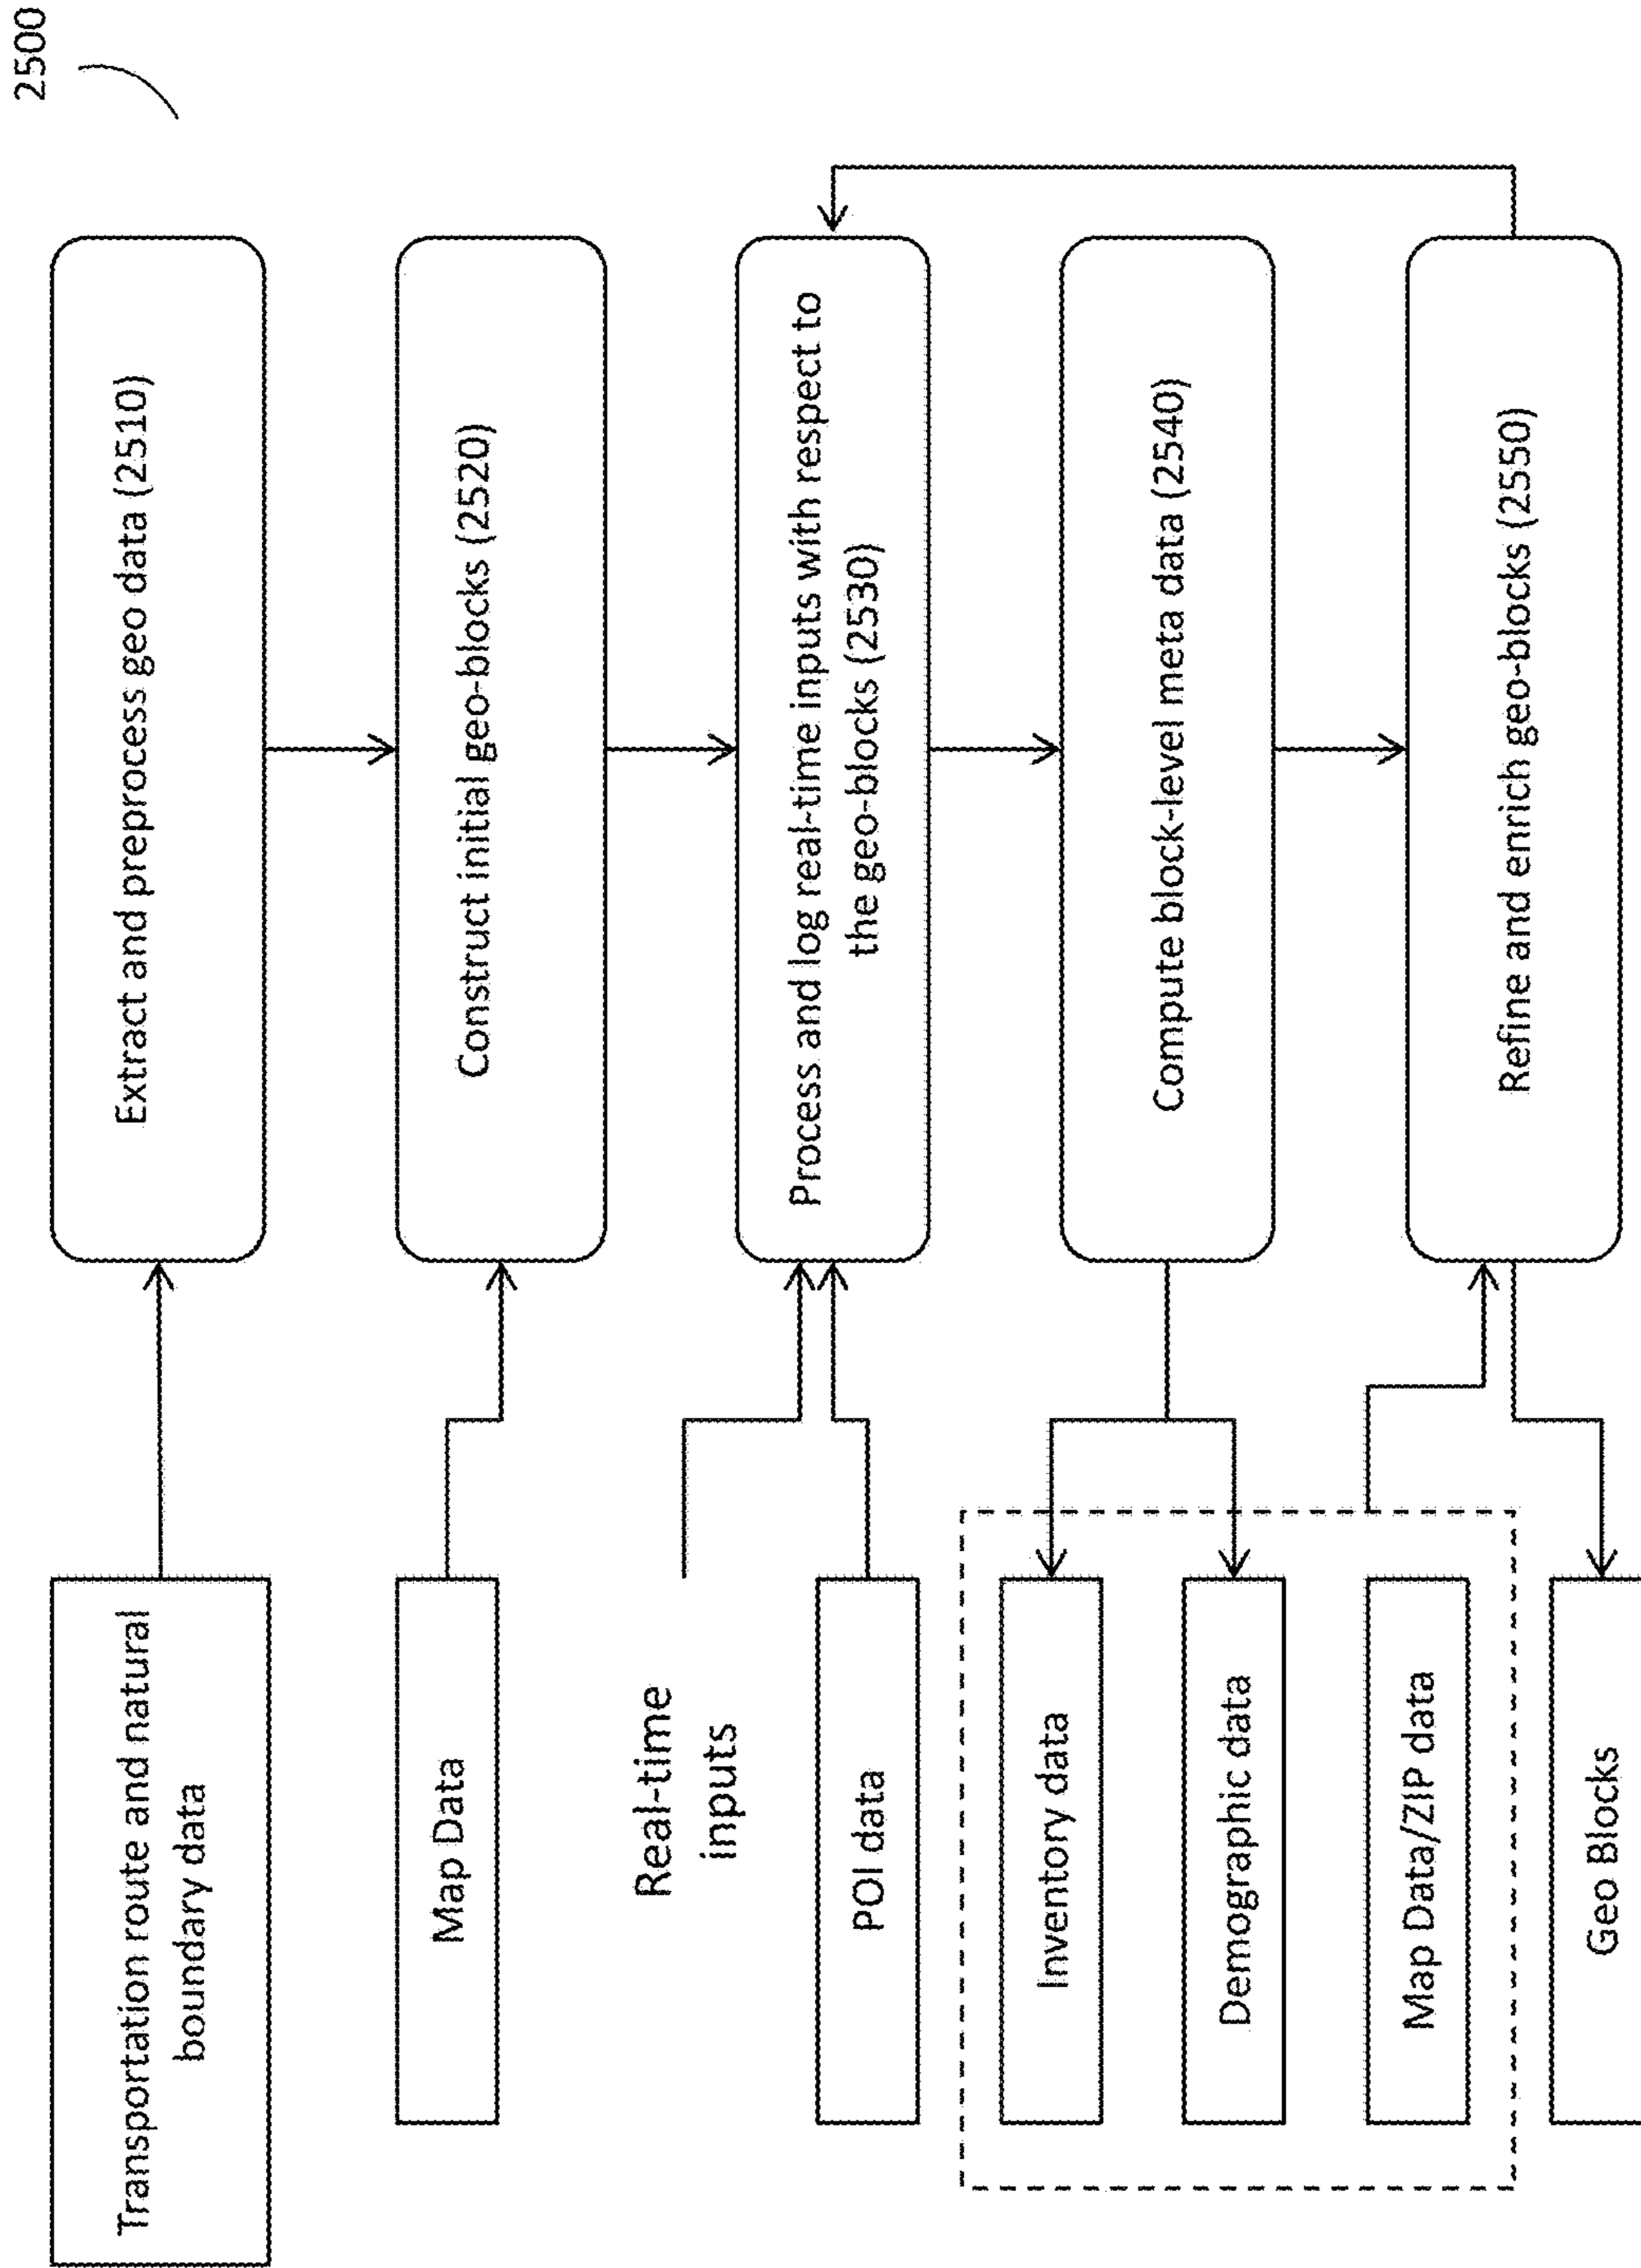 2500
Transportation route and natural
boundary data
Extract and preprocess geo data (2510)
Map Data
Construct initial geo-blocks (2520)
Real-time
inputs
POI data
Process and log real-time inputs with respect to
the geo-blocks (2530)
Inventory data
Demographic data
Map Data/ZIP data
Compute block-level meta data (2540)
Geo Blocks
Refine and enrich geo-blocks (2550)